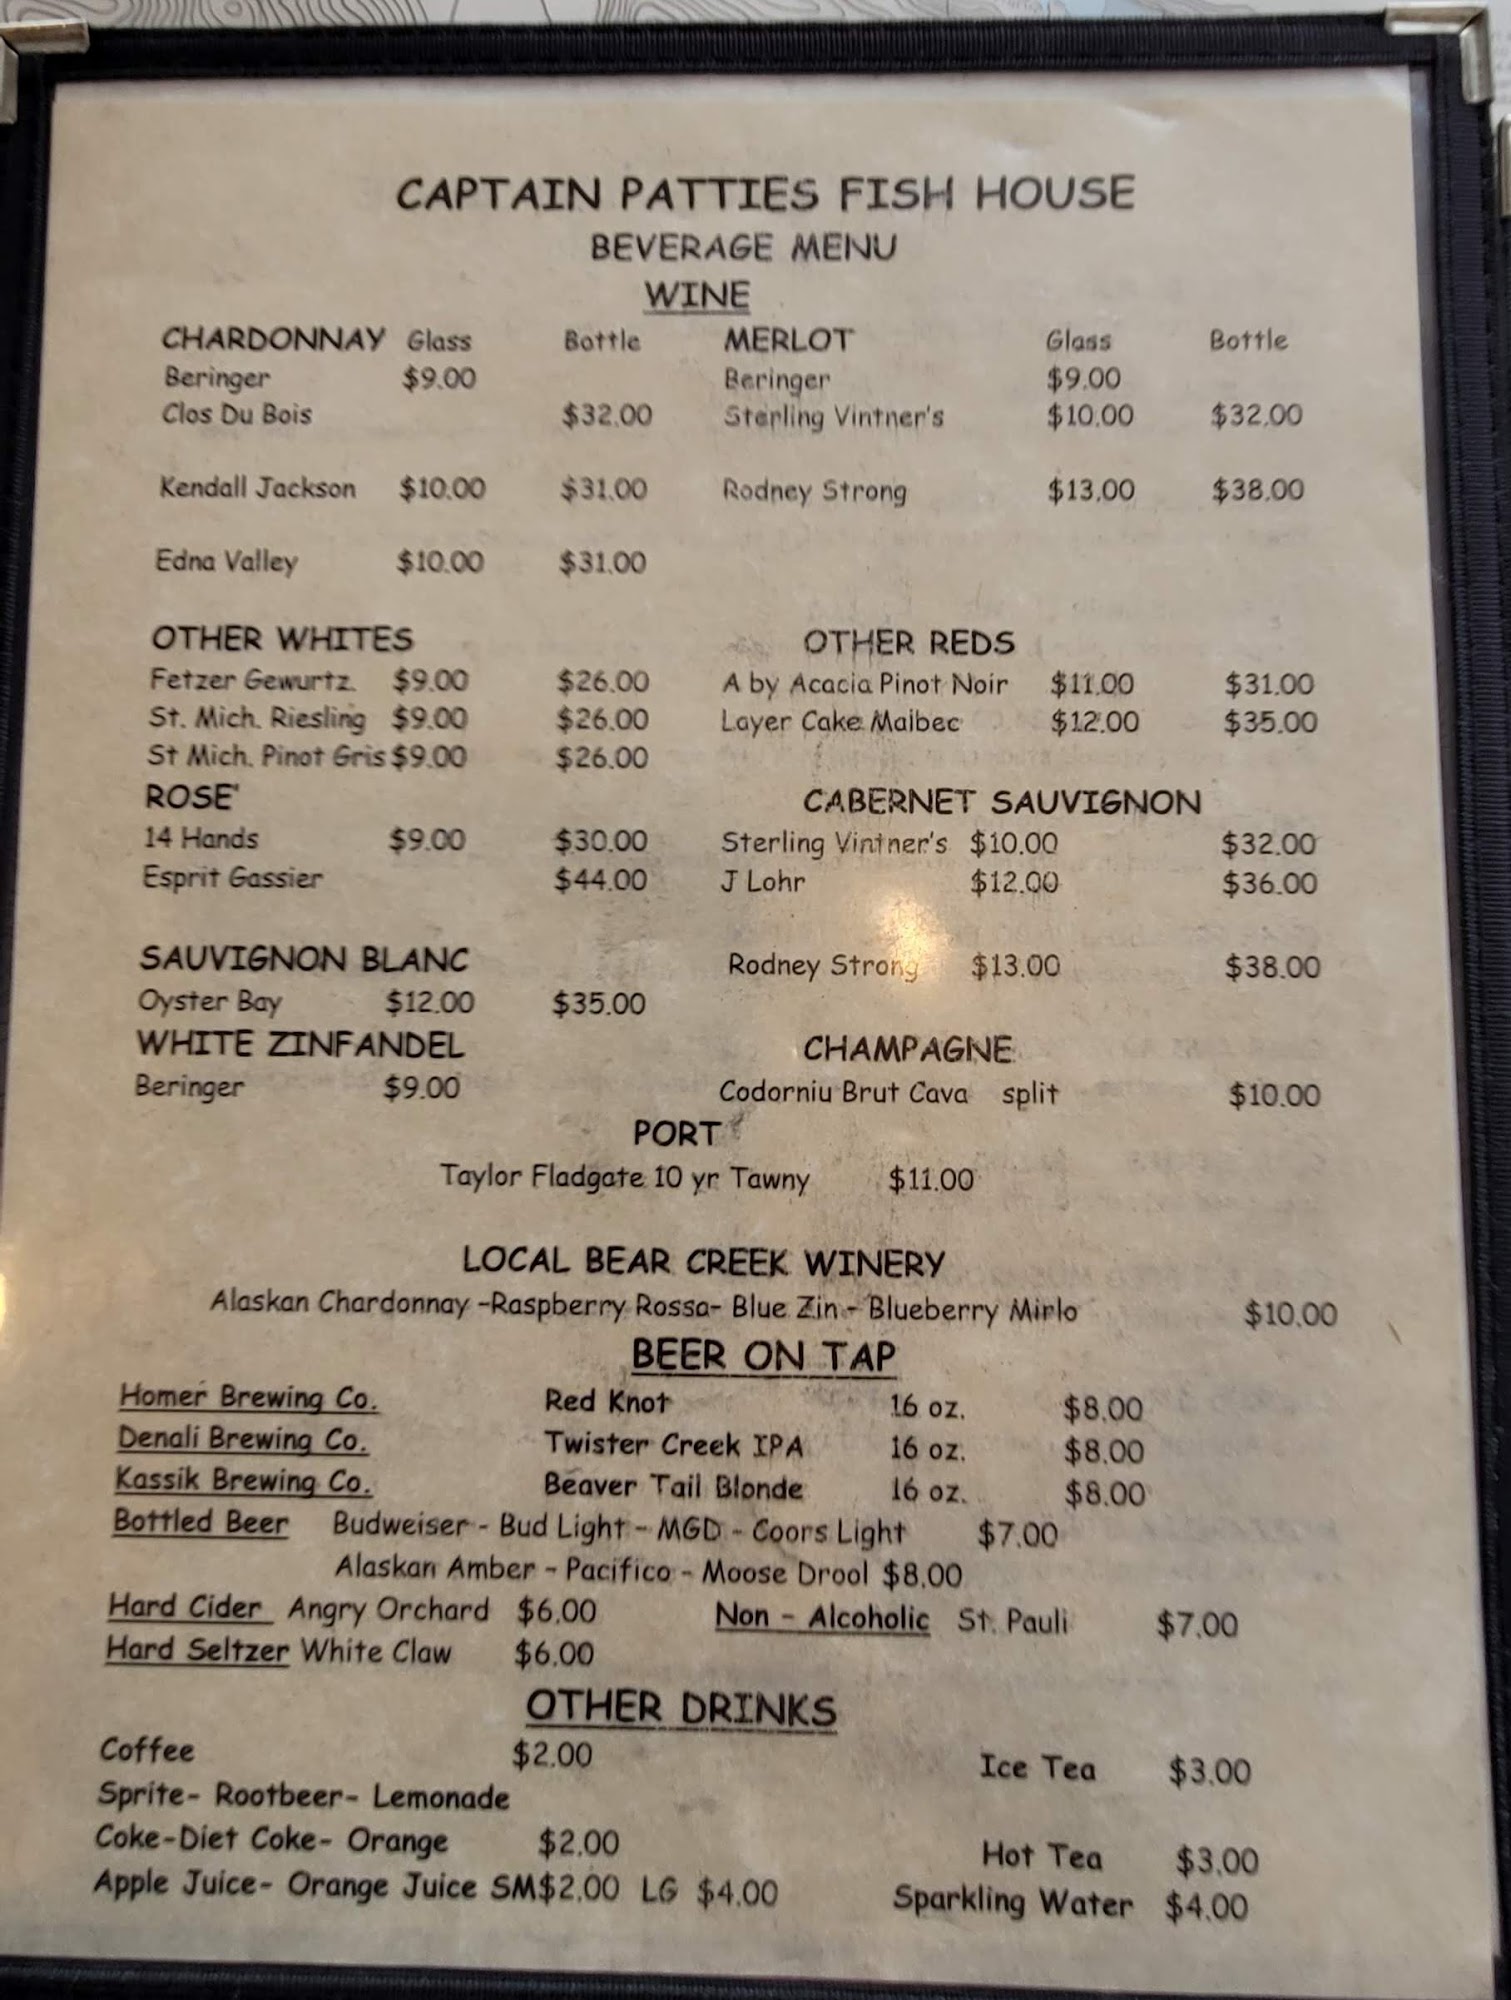 CAPTAIN PATTIES FISH HOUSE
BEVERAGE MENU
WINE
CHARDONNAY Glass Bottle MERLOT Glass Bottle
Beringer $9.00 Beringer $9.00
Clos Du Bois $32.00 Sterling Vintner's $10.00 $32.00
Kendall Jackson $10.00 $31.00 Rodney Strong $13.00 $38.00
Edna Valley $10.00 $31.00
OTHER WHITES OTHER REDS
Fetzer Gewurtz. $9.00 $26.00 A by Acacia Pinot Noir $11.00 $31.00
St. Mich. Riesling $9.00 $26.00 Layer Cake Malbec $12.00 $35.00
St Mich. Pinot Gris $9.00 $26.00
ROSE' CABERNET SAUVIGNON
14 Hands $9.00 $30.00 Sterling Vintner's $10.00 $32.00
Esprit Gassier $44.00 J Lohr $12.00 $36.00
SAUVIGNON BLANC Rodney Strong $13.00 $38.00
Oyster Bay $12.00 $35.00
WHITE ZINFANDEL CHAMPAGNE
Beringer $9.00 Codorniu Brut Cava split $10.00
PORT
Taylor Fladgate 10 yr Tawny $11.00
LOCAL BEAR CREEK WINERY
Alaskan Chardonnay -Raspberry Rossa- Blue Zin - Blueberry Mirlo $10.00
BEER ON TAP
Homer Brewing Co. Red Knot 16 oz. $8.00
Denali Brewing Co. Twister Creek IPA 16 oz. $8.00
Kassik Brewing Co. Beaver Tail Blonde 16 oz. $8.00
Bottled Beer Budweiser - Bud Light - MGD - Coors Light $7.00
Alaskan Amber - Pacifico - Moose Drool $8.00
Hard Cider Angry Orchard $6.00 Non - Alcoholic St. Pauli $7.00
Hard Seltzer White Claw $6.00
OTHER DRINKS
Coffee $2.00 Ice Tea $3.00
Sprite- Rootbeer- Lemonade
Coke-Diet Coke- Orange $2.00 Hot Tea $3.00
Apple Juice- Orange Juice SM$2.00 LG $4.00 Sparkling Water $4.00